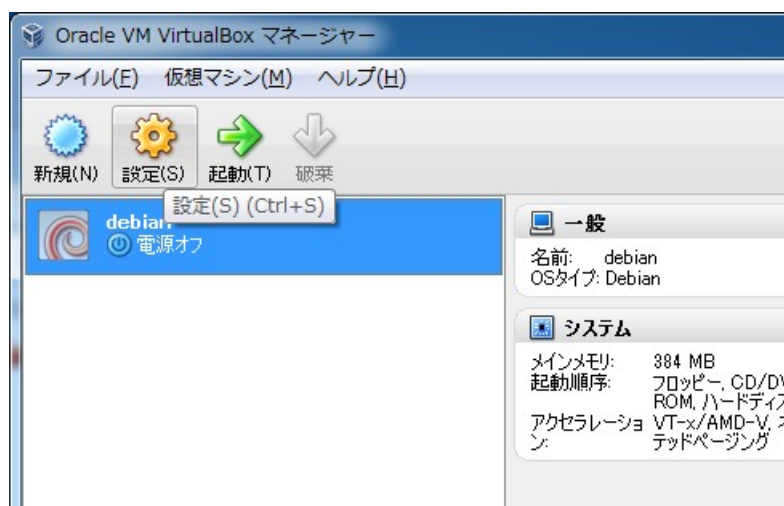 Oracle VM VirtualBox マネージャー
ファイル(F) 仮想マシン(M) ヘルプ(H)
新規(N) 設定(S) 起動(T) 破棄
設定(S) (Ctrl+S)
debian
電源オフ
一般
名前: debian
OSタイプ: Debian
システム
メインメモリ: 384 MB
起動順序: フロッピー, CD/DV
ROM, ハードディス
アクセラレーショ VT-x/AMD-V, ネ
ン: テッドページング